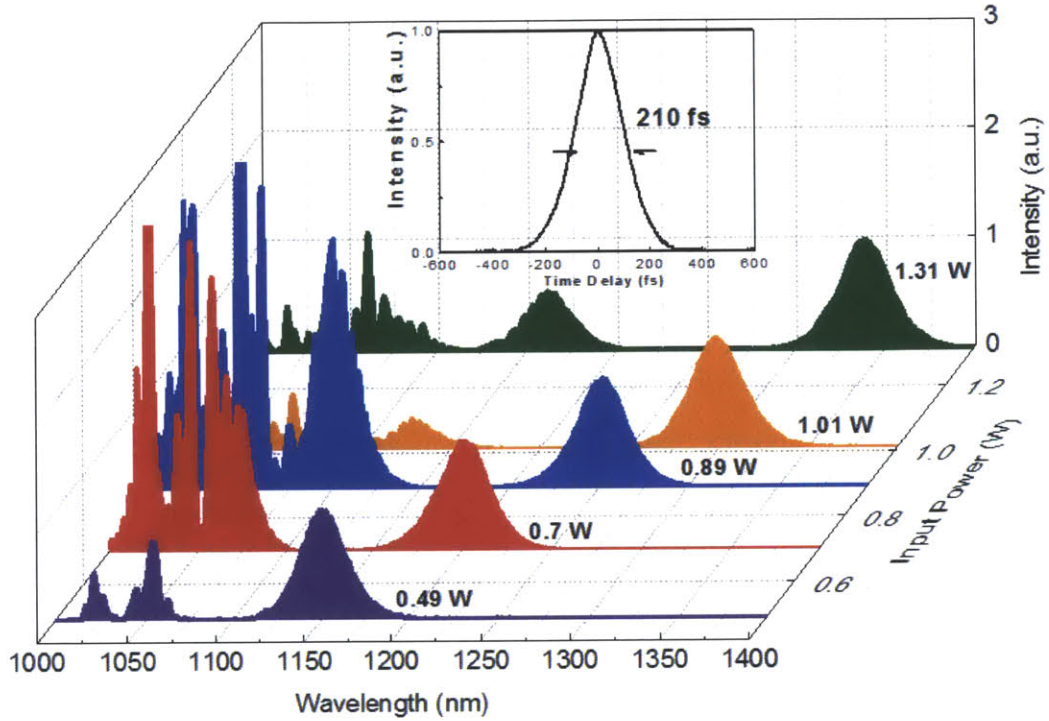 3
2
1
0
Intensity (a.u.)
1.0
0.5
0.0
Intensity (a.u.)
210 fs
-600 -400 -200 0 200 400 600
Time Delay (fs)
1.31 W
1.01 W
0.89 W
0.7 W
0.49 W
1.2
1.0
0.8
0.6
Input Power (W)
1000 1050 1100 1150 1200 1250 1300 1350 1400
Wavelength (nm)